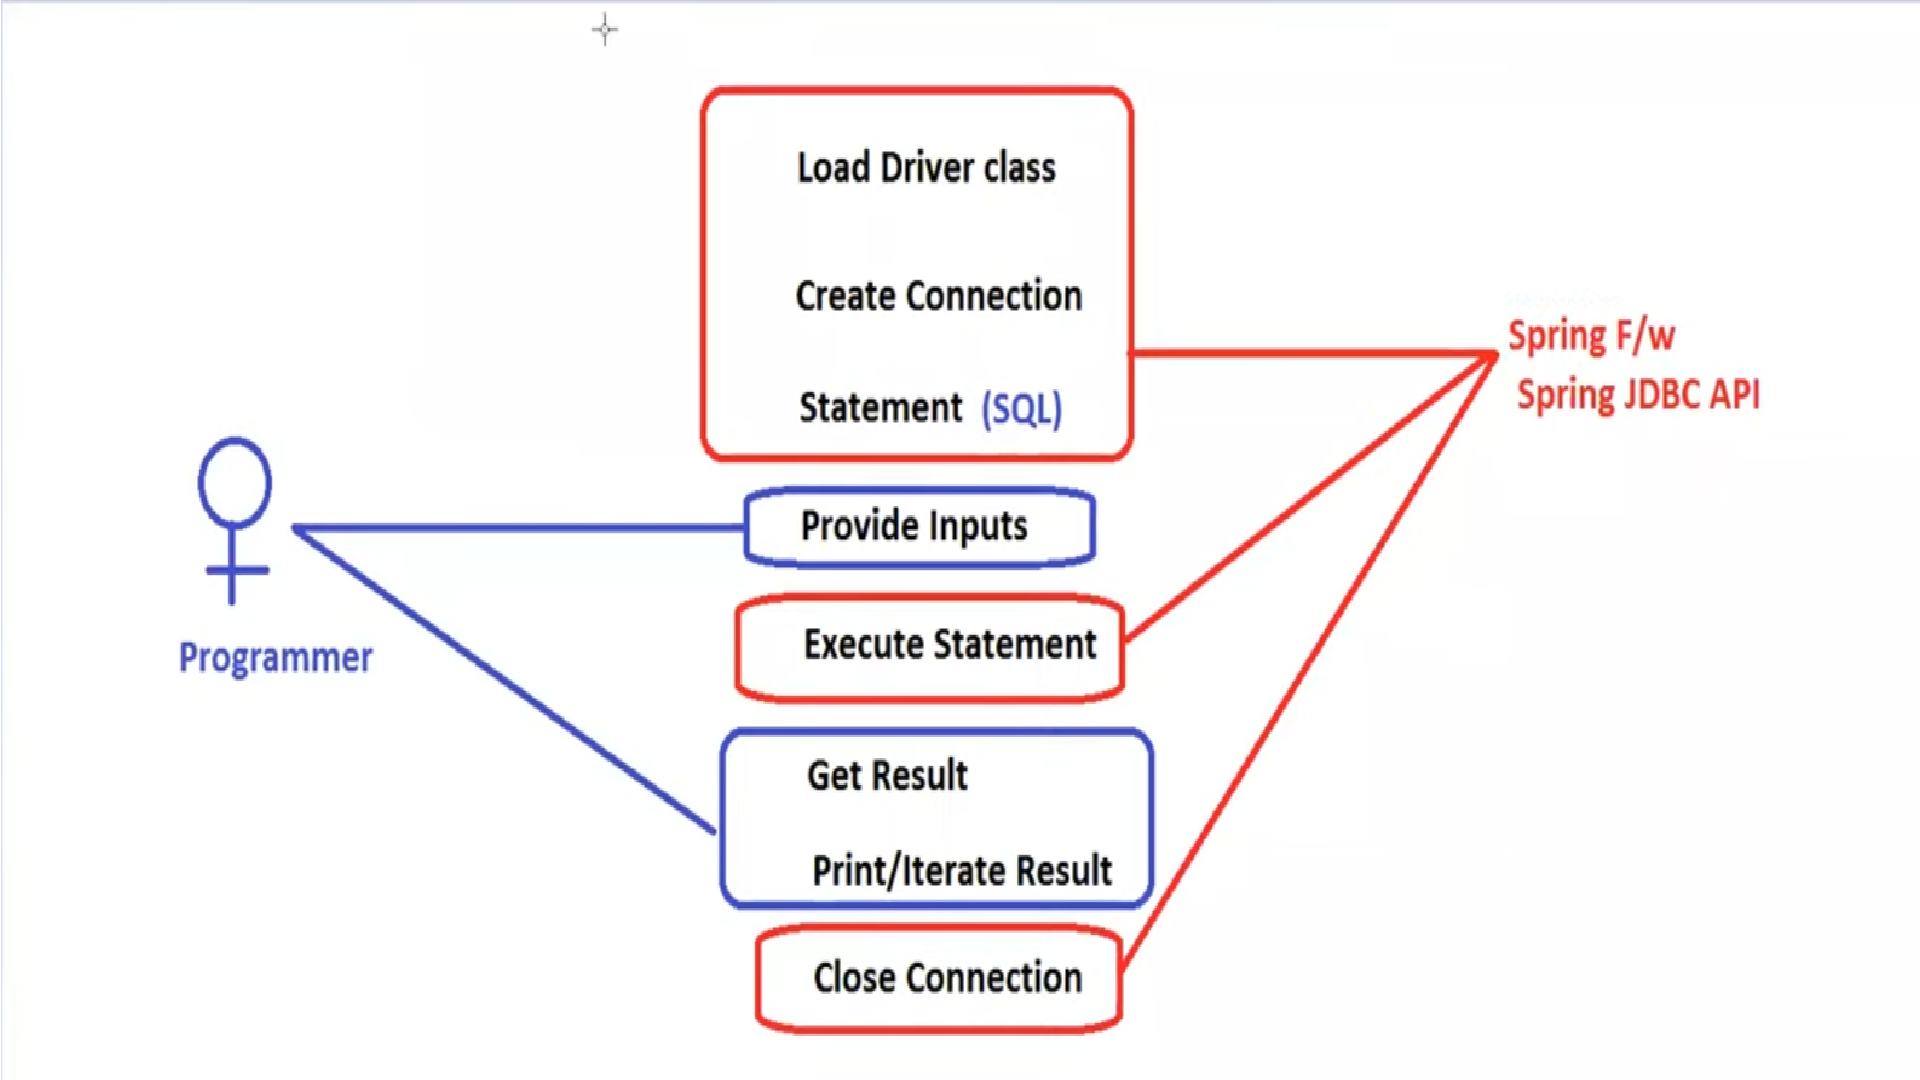 Load Driver class
Create Connection
Statement (SQL)
Spring F/w
Spring JDBC API
Provide Inputs
Execute Statement
Programmer
Get Result
Print/Iterate Result
Close Connection